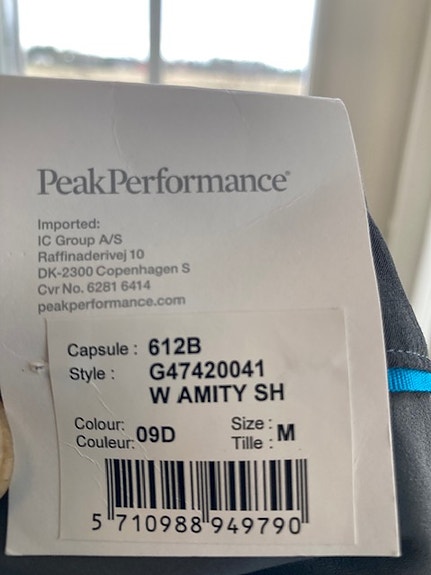 PeakPerformance®
Imported:
IC Group A/S
Raffinaderivej 10
DK-2300 Copenhagen S
Cvr No. 6281 6414
peakperformance.com
Capsule : 612B
Style : G47420041
W AMITY SH
Colour: 09D Size : M
Couleur: Tille :
5 710988 949790